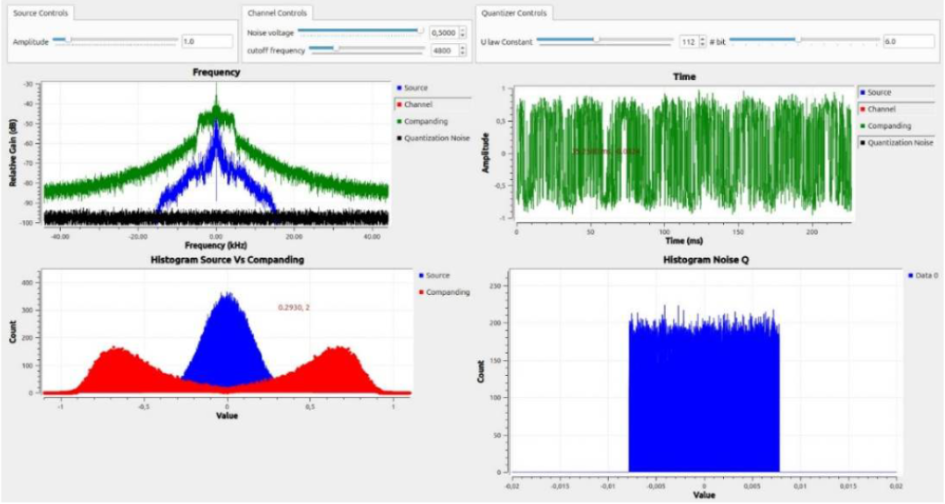 Source Controls
Amplitude
1.0
Channel Controls
Noise voltage
0,5000
cutoff frequency
4800
Quantizer Controls
U law Constant
112
# bit
6.0
Frequency
Relative Gain (dB)
-30
-40
-50
-60
-70
-80
-90
-100
-40.00
-20.00
0.00
20.00
40.00
Frequency (kHz)
Source
Channel
Companding
Quantization Noise
Time
Amplitude
1
0,5
0
-0,5
-1
0
50
100
150
200
Time (ms)
Source
Channel
Companding
Quantization Noise
Histogram Source Vs Companding
Count
400
300
200
100
0
-1
-0,5
0
0,5
1
Value
0.2930, 2
Source
Companding
Histogram Noise Q
Count
250
200
150
100
50
0
-0,02
-0,015
-0,01
-0,005
0
0,005
0,01
0,015
0,02
Value
Data 0